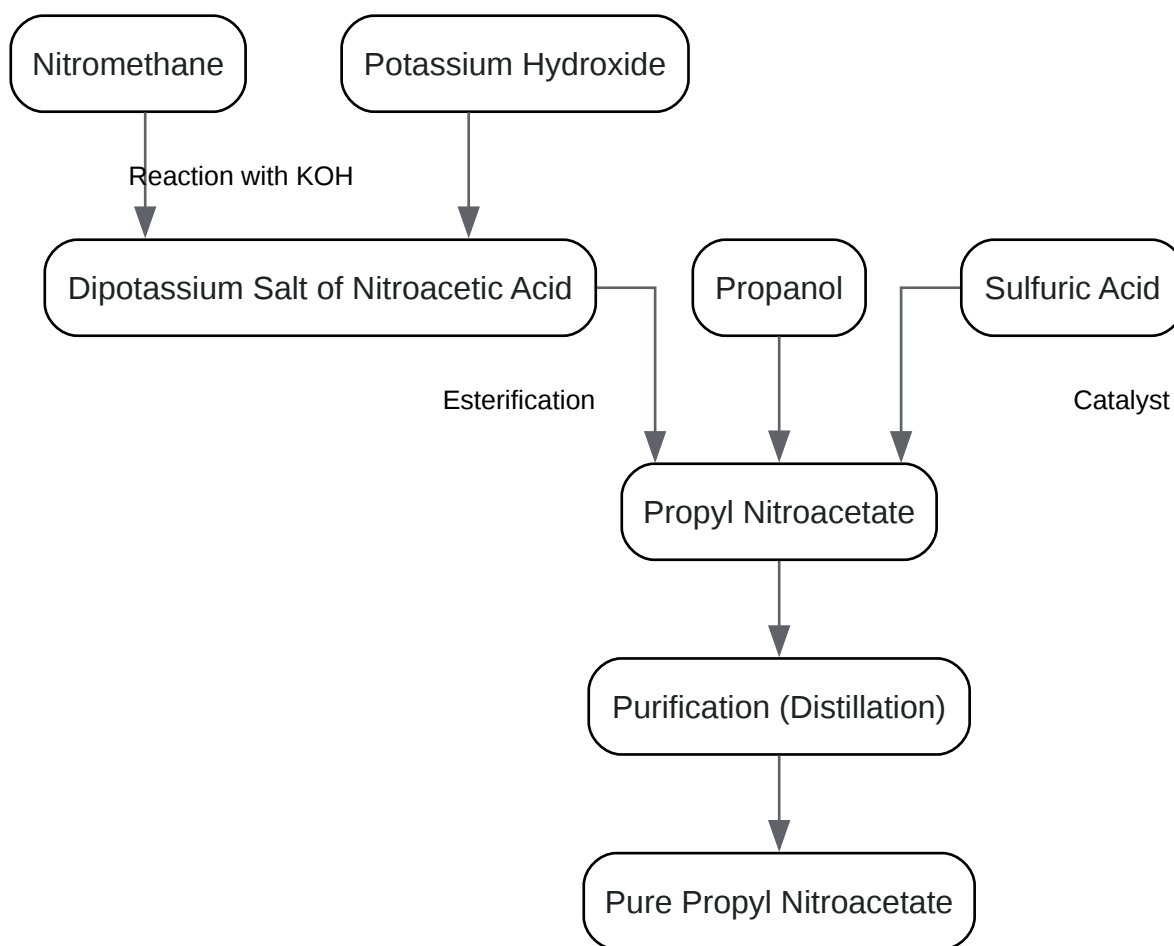 Nitromethane
Potassium Hydroxide
Reaction with KOH
Dipotassium Salt of Nitroacetic Acid
Propanol
Sulfuric Acid
Esterification
Catalyst
Propyl Nitroacetate
Purification (Distillation)
Pure Propyl Nitroacetate